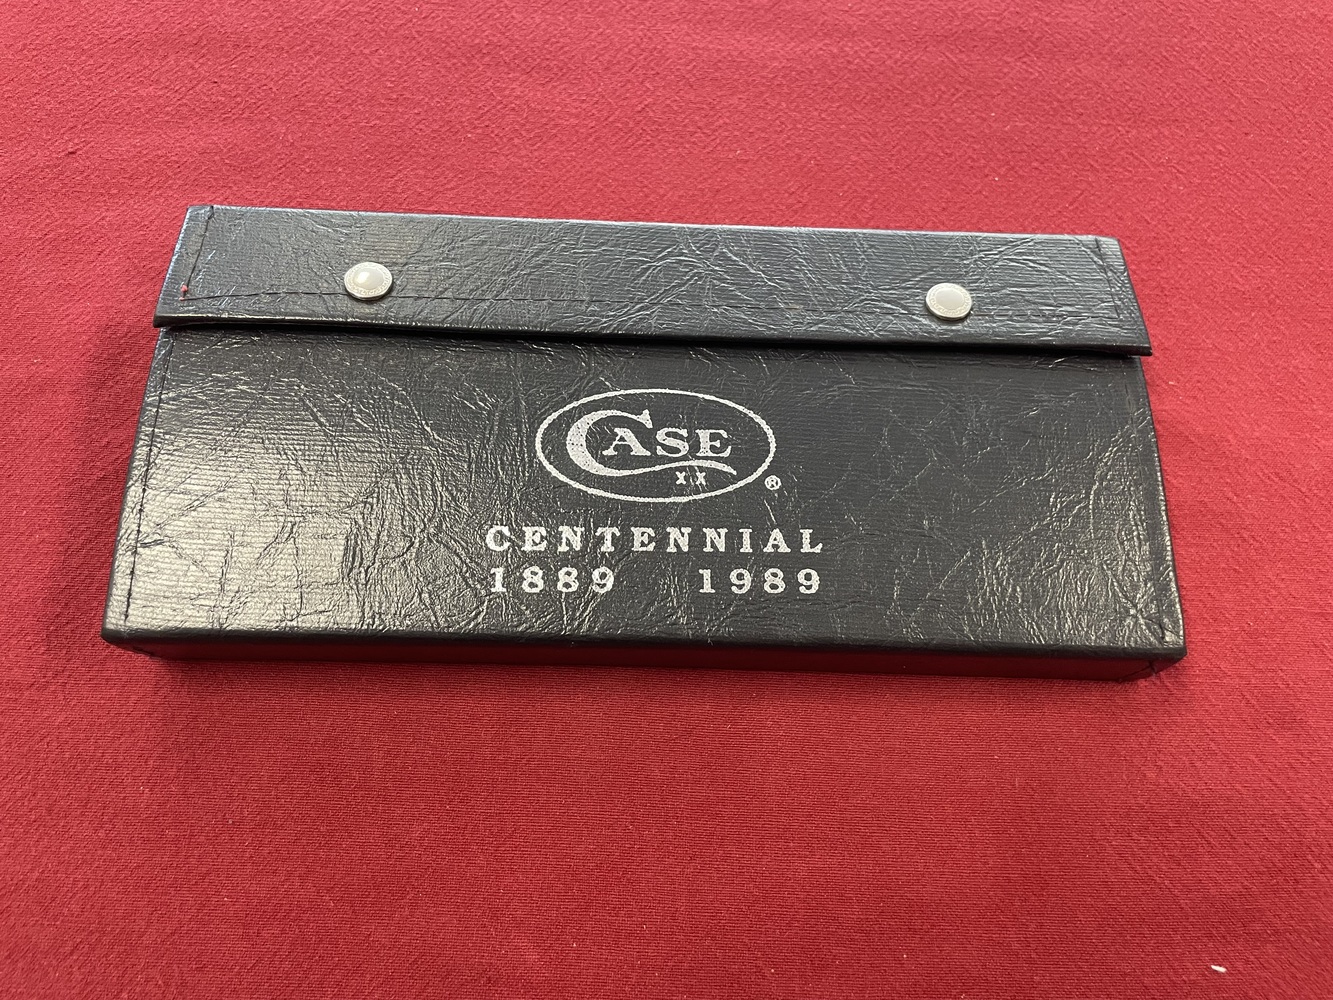 CASE
XX ®
CENTENNIAL
1889 1989